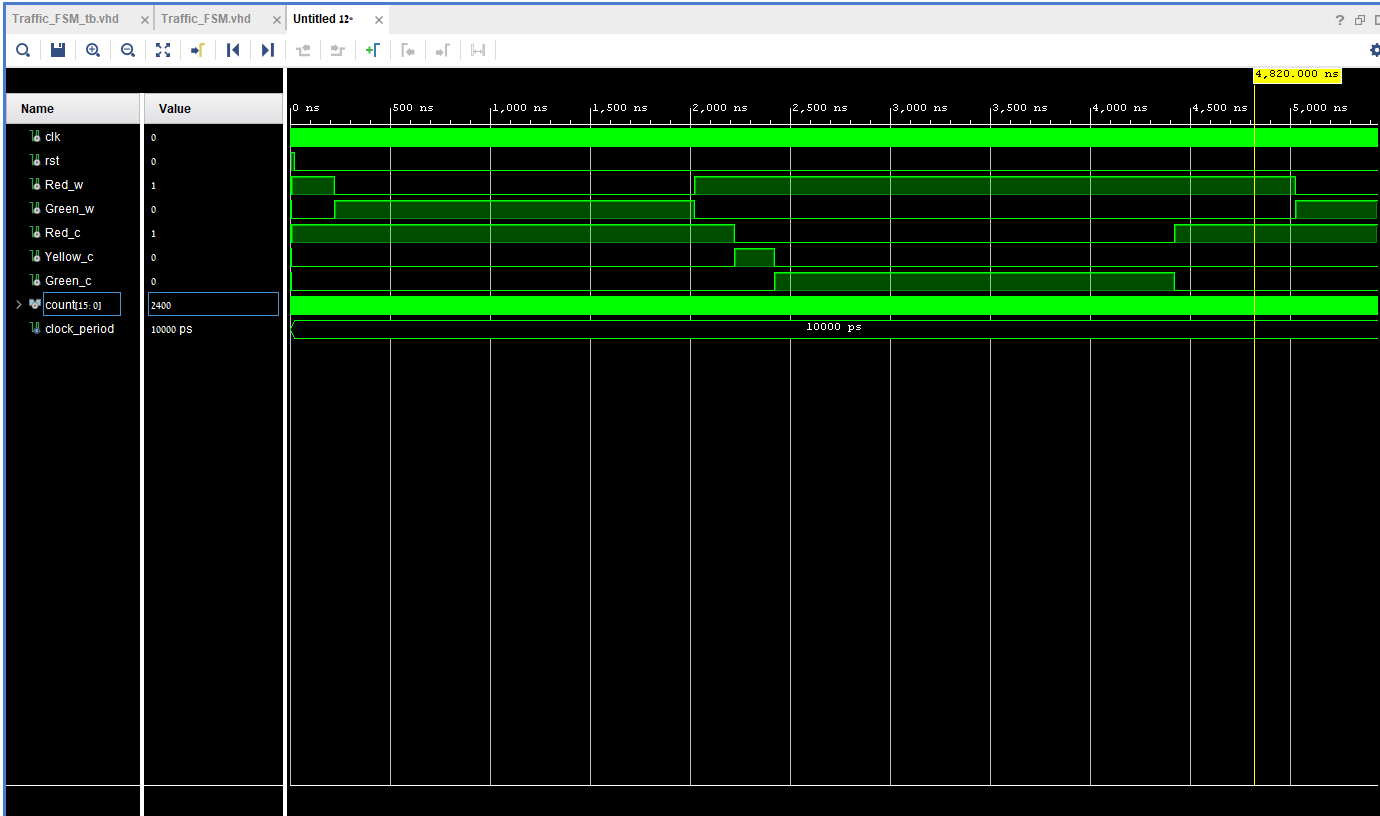 Traffic_FSM_tb.vhd × Traffic_FSM.vhd × Untitled 12* ×
?
4,820.000 ns
Name Value
0 ns 500 ns 1,000 ns 1,500 ns 2,000 ns 2,500 ns 3,000 ns 3,500 ns 4,000 ns 4,500 ns 5,000 ns
clk 0
rst 0
Red_w 1
Green_w 0
Red_c 1
Yellow_c 0
Green_c 0
count[15:0] 2400
clock_period 10000 ps 10000 ps